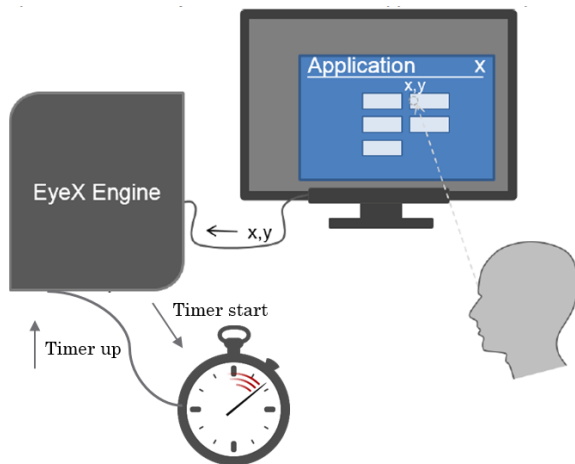 Application X
x,y
EyeX Engine
x,y
Timer start
Timer up